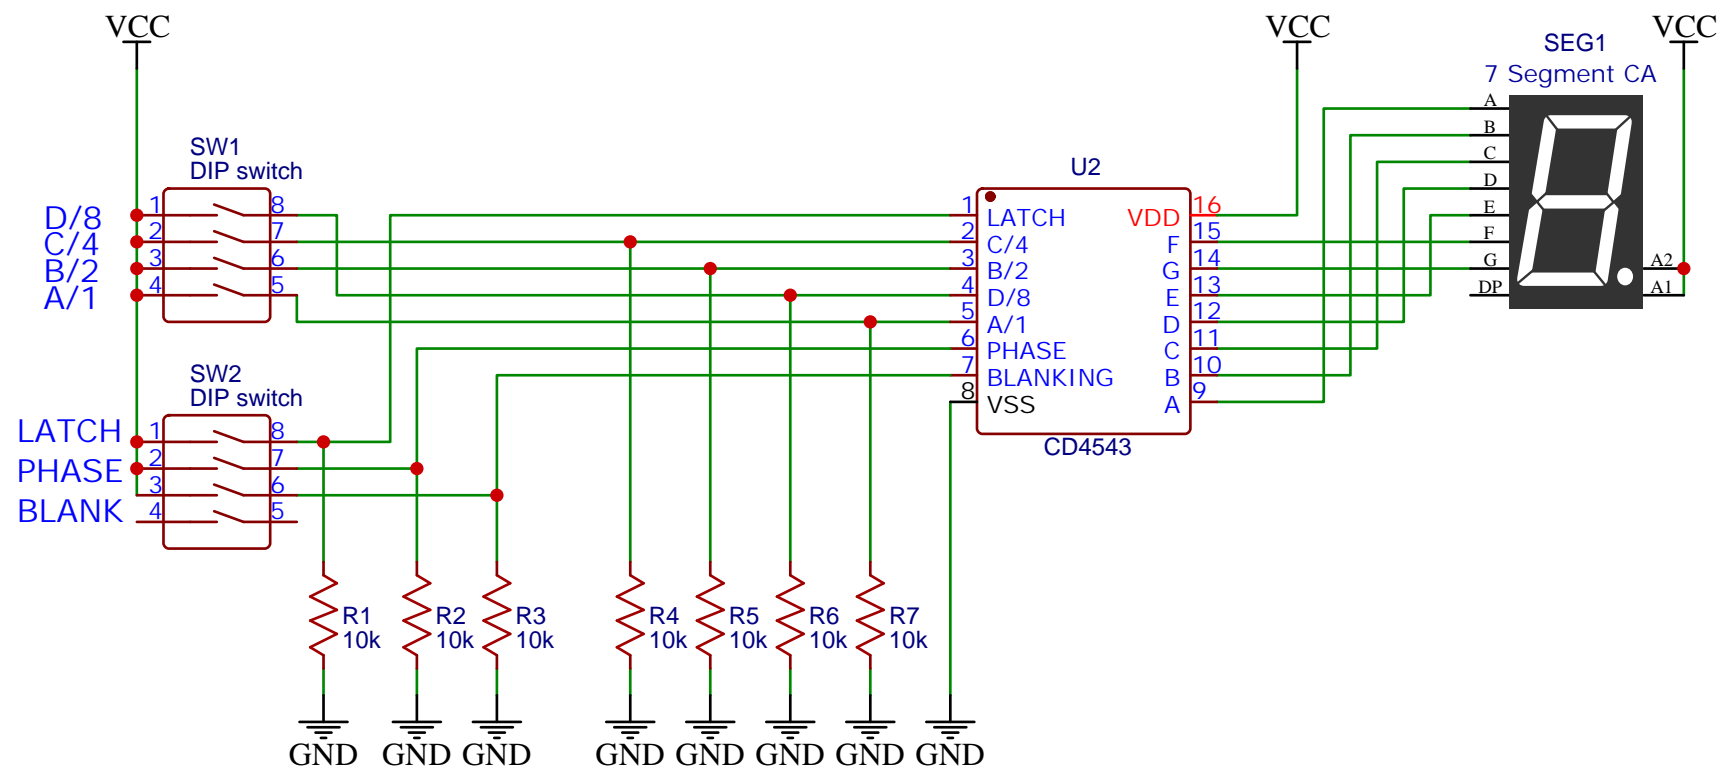 VCC
VCC
VCC
SEG1
7 Segment CA
SW1
DIP switch
D/8
C/4
B/2
A/1
1
2
3
4
8
7
6
5
SW2
DIP switch
LATCH
PHASE
BLANK
1
2
3
4
8
7
6
5
U2
1
2
3
4
5
6
7
8
LATCH
C/4
B/2
D/8
A/1
PHASE
BLANKING
VSS
VDD
F
G
E
D
C
B
A
16
15
14
13
12
11
10
9
CD4543
A
B
C
D
E
F
G
DP
A2
A1
R1
10k
R2
10k
R3
10k
R4
10k
R5
10k
R6
10k
R7
10k
GND
GND
GND
GND
GND
GND
GND
GND